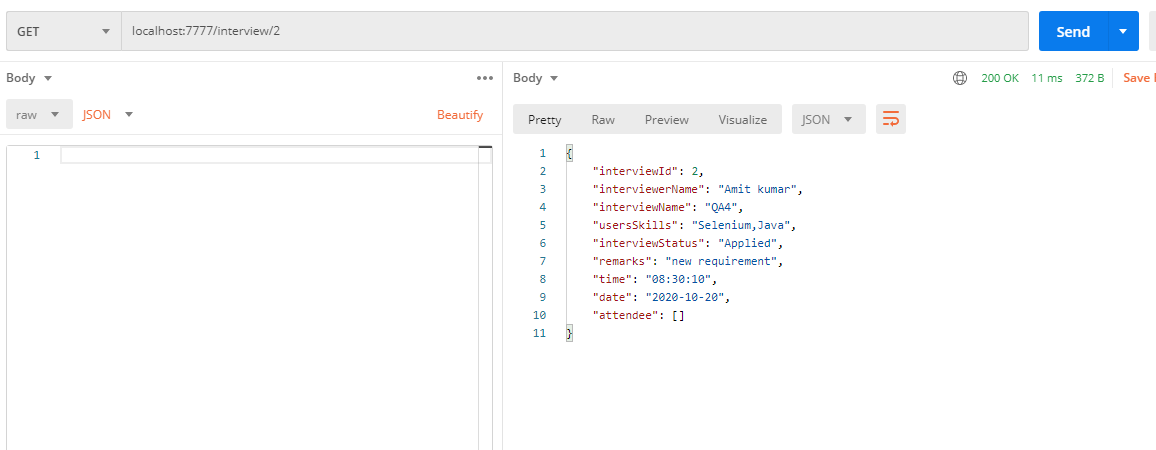 GET localhost:7777/interview/2 Send
Body ••• Body 200 OK 11 ms 372 B Save
raw JSON Beautify Pretty Raw Preview Visualize JSON
1
1 {
2 "interviewId": 2,
3 "interviewerName": "Amit kumar",
4 "interviewName": "QA4",
5 "usersSkills": "Selenium,Java",
6 "interviewStatus": "Applied",
7 "remarks": "new requirement",
8 "time": "08:30:10",
9 "date": "2020-10-20",
10 "attendee": []
11 }